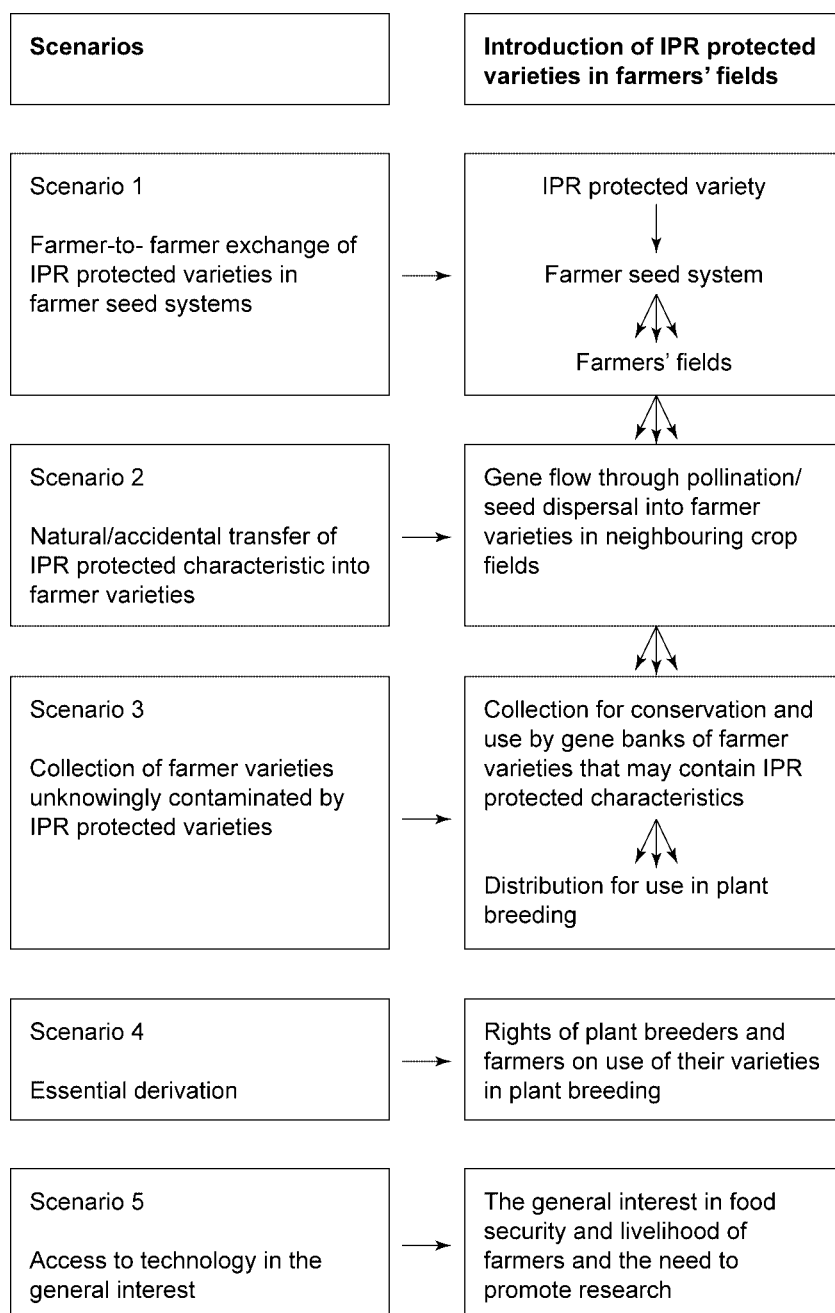 Scenarios
Introduction of IPR protected
varieties in farmers’ fields
Scenario 1
Farmer-to- farmer exchange of
IPR protected varieties in
farmer seed systems
IPR protected variety
Farmer seed system
Farmers’ fields
Scenario 2
Natural/accidental transfer of
IPR protected characteristic into
farmer varieties
Gene flow through pollination/
seed dispersal into farmer
varieties in neighbouring crop
fields
Scenario 3
Collection of farmer varieties
unknowingly contaminated by
IPR protected varieties
Collection for conservation and
use by gene banks of farmer
varieties that may contain IPR
protected characteristics
Distribution for use in plant
breeding
Scenario 4
Essential derivation
Rights of plant breeders and
farmers on use of their varieties
in plant breeding
Scenario 5
Access to technology in the
general interest
The general interest in food
security and livelihood of
farmers and the need to
promote research